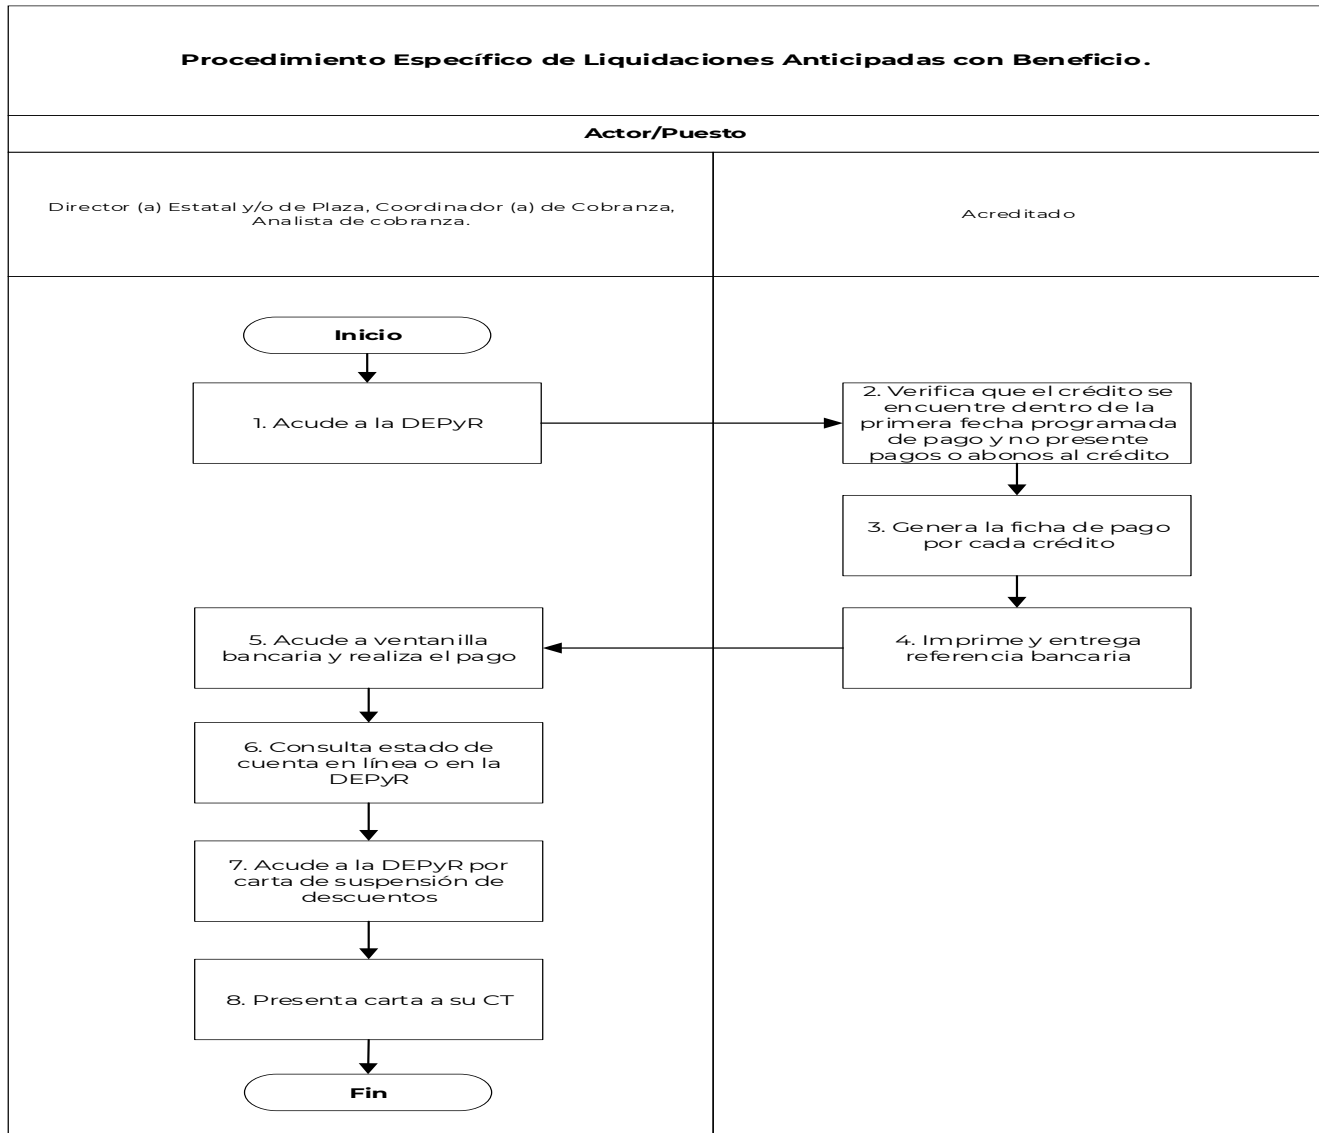 Procedimiento Específico de Liquidaciones Anticipadas con Beneficio.
Actor/Puesto
Director (a) Estatal y/o de Plaza, Coordinador (a) de Cobranza,
Analista de cobranza.
Acreditado
Inicio
1. Acude a la DEPyR
2. Verifica que el crédito se
encuentre dentro de la
primera fecha programada
de pago y no presente
pagos o abonos al crédito
3. Genera la ficha de pago
por cada crédito
4. Imprime y entrega
referencia bancaria
5. Acude a ventanilla
bancaria y realiza el pago
6. Consulta estado de
cuenta en línea o en la
DEPyR
7. Acude a la DEPyR por
carta de suspensión de
descuentos
8. Presenta carta a su CT
Fin